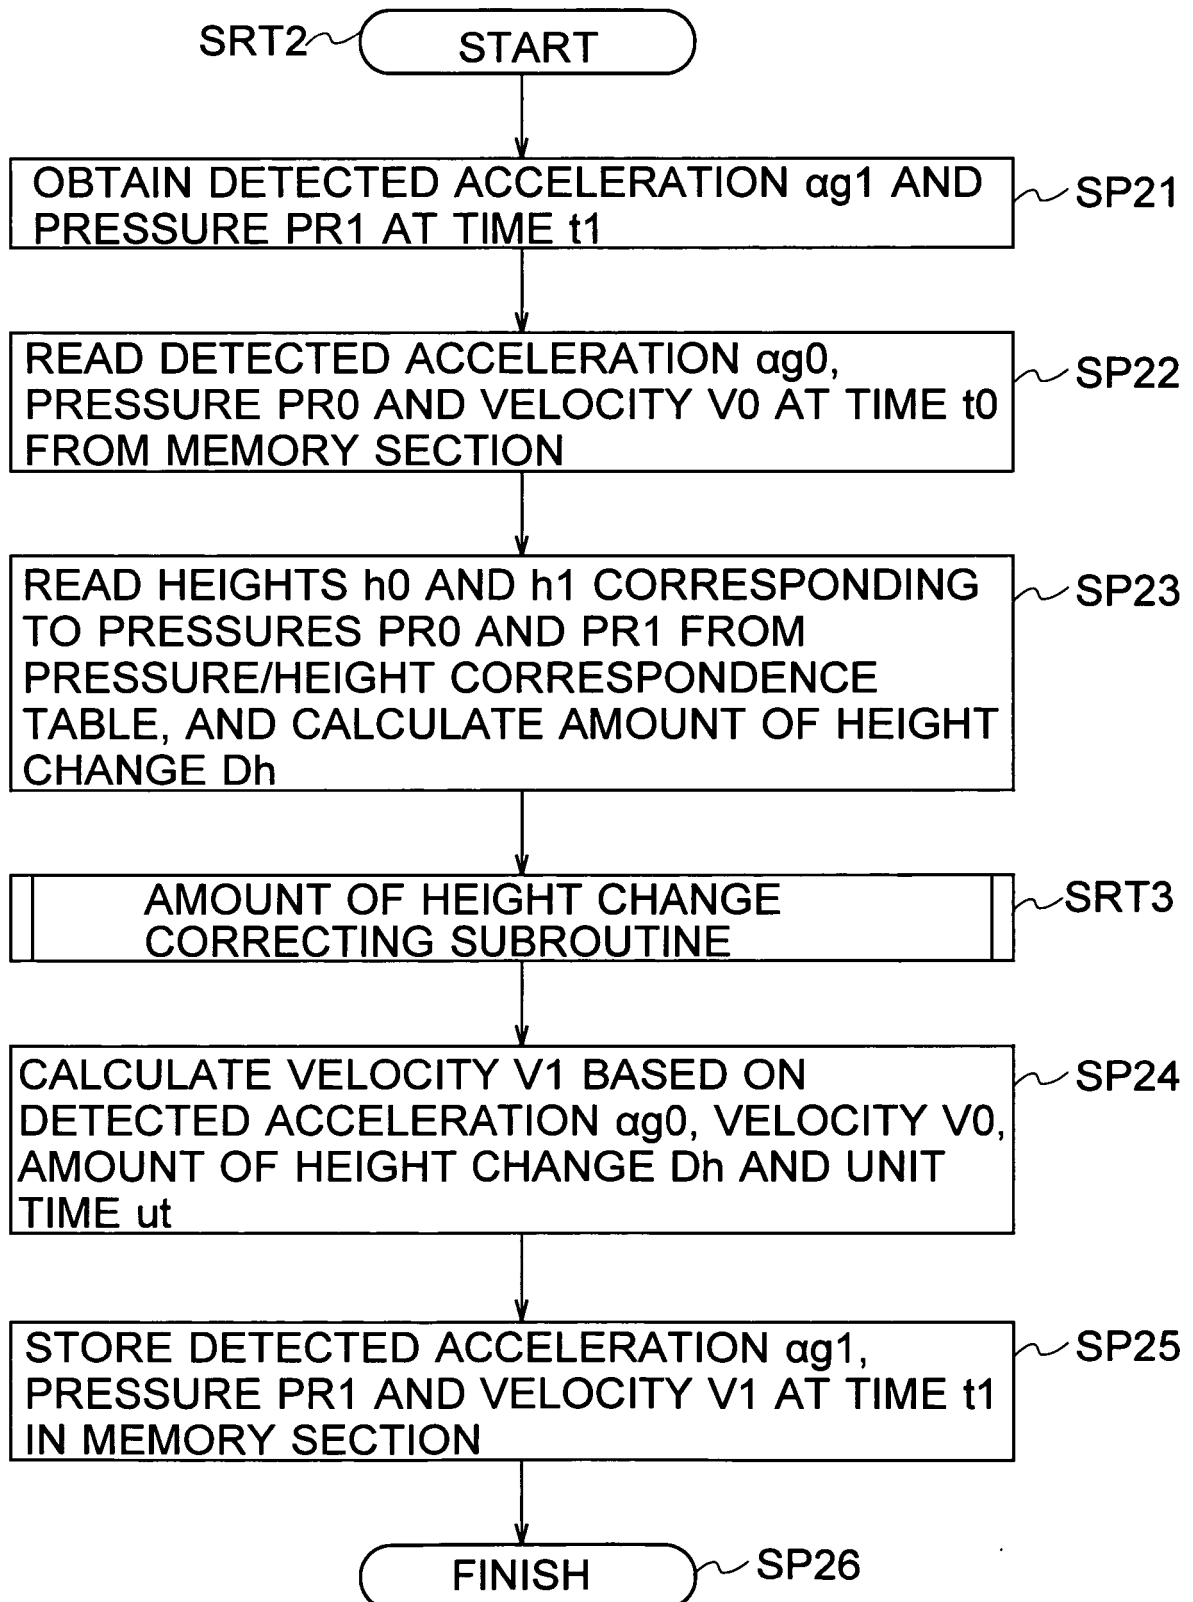 SRT2
START
OBTAIN DETECTED ACCELERATION αg1 AND
PRESSURE PR1 AT TIME t1
SP21
READ DETECTED ACCELERATION αg0,
PRESSURE PR0 AND VELOCITY V0 AT TIME t0
FROM MEMORY SECTION
SP22
READ HEIGHTS h0 AND h1 CORRESPONDING
TO PRESSURES PR0 AND PR1 FROM
PRESSURE/HEIGHT CORRESPONDENCE
TABLE, AND CALCULATE AMOUNT OF HEIGHT
CHANGE Dh
SP23
AMOUNT OF HEIGHT CHANGE
CORRECTING SUBROUTINE
SRT3
CALCULATE VELOCITY V1 BASED ON
DETECTED ACCELERATION αg0, VELOCITY V0,
AMOUNT OF HEIGHT CHANGE Dh AND UNIT
TIME ut
SP24
STORE DETECTED ACCELERATION αg1,
PRESSURE PR1 AND VELOCITY V1 AT TIME t1
IN MEMORY SECTION
SP25
FINISH
SP26